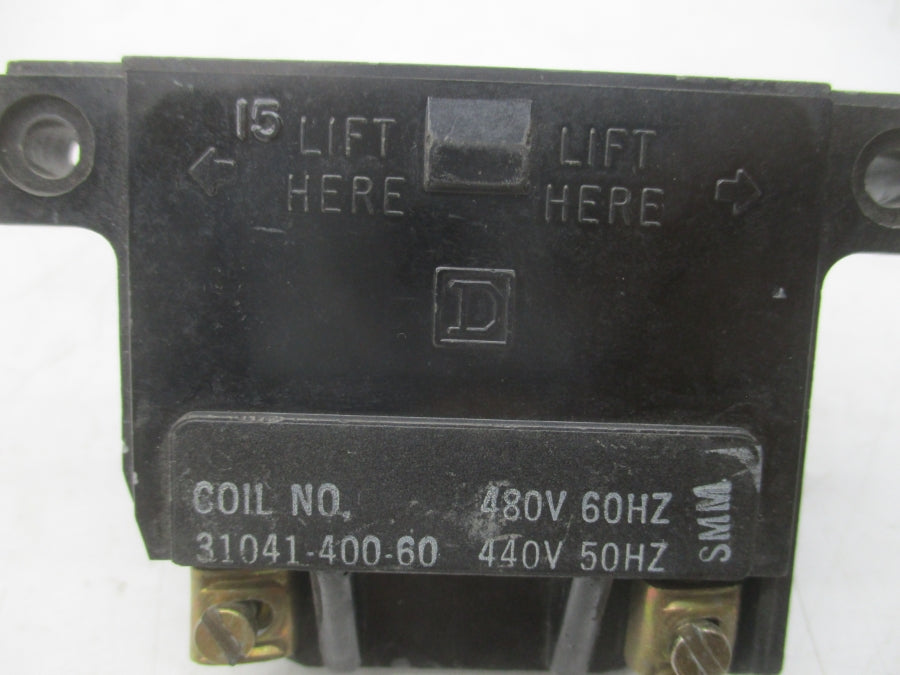 15
LIFT HERE
LIFT HERE
D
COIL NO. 480V 60HZ
31041-400-60 440V 50HZ
SMM